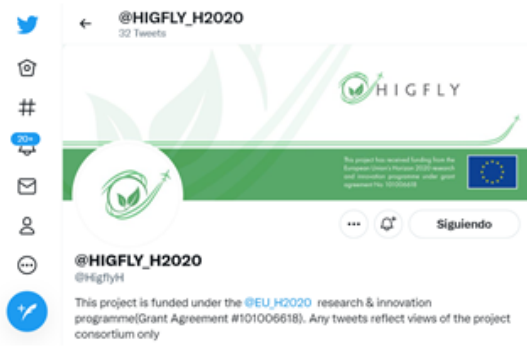 @HIGFLY_H2020
32 Tweets
HIGFLY
This project has received funding from the
European Union's Horizon 2020 research
and innovation programme under grant
agreement No 101006618
20+
Siguiendo
@HIGFLY_H2020
@HigflyH
This project is funded under the @EU_H2020 research & innovation
programme(Grant Agreement #101006618). Any tweets reflect views of the project
consortium only